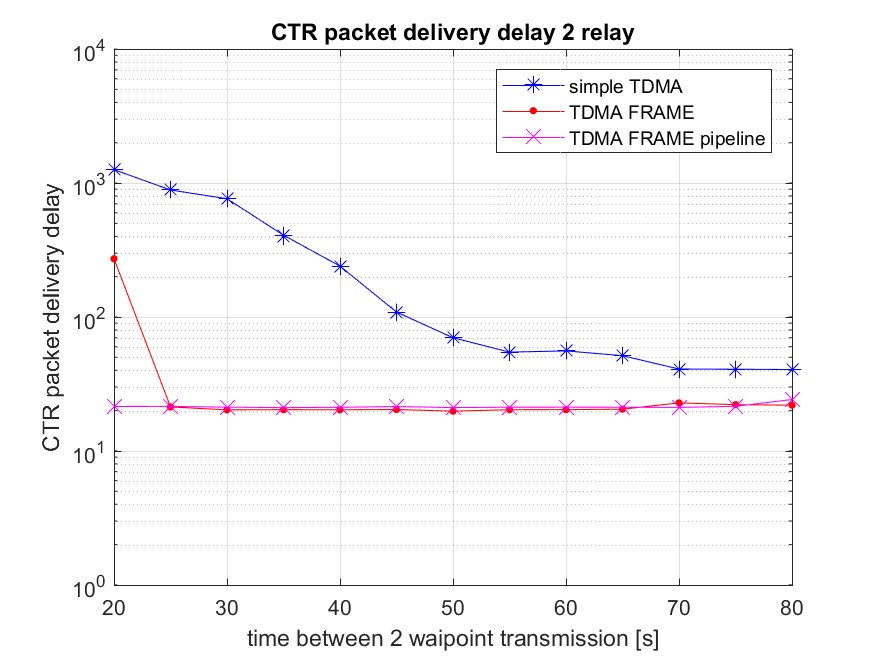 CTR packet delivery delay 2 relay
simple TDMA
TDMA FRAME
TDMA FRAME pipeline
CTR packet delivery delay
10^4
10^3
10^2
10^1
10^0
20 30 40 50 60 70 80
time between 2 waipoint transmission [s]